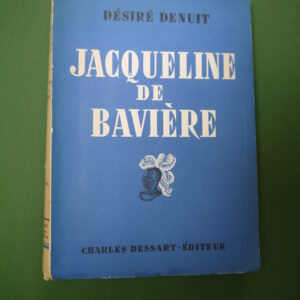 DÉSIRÉ DENUIT
JACQUELINE
DE
BAVIÈRE
CHARLES DESSART-ÉDITEUR